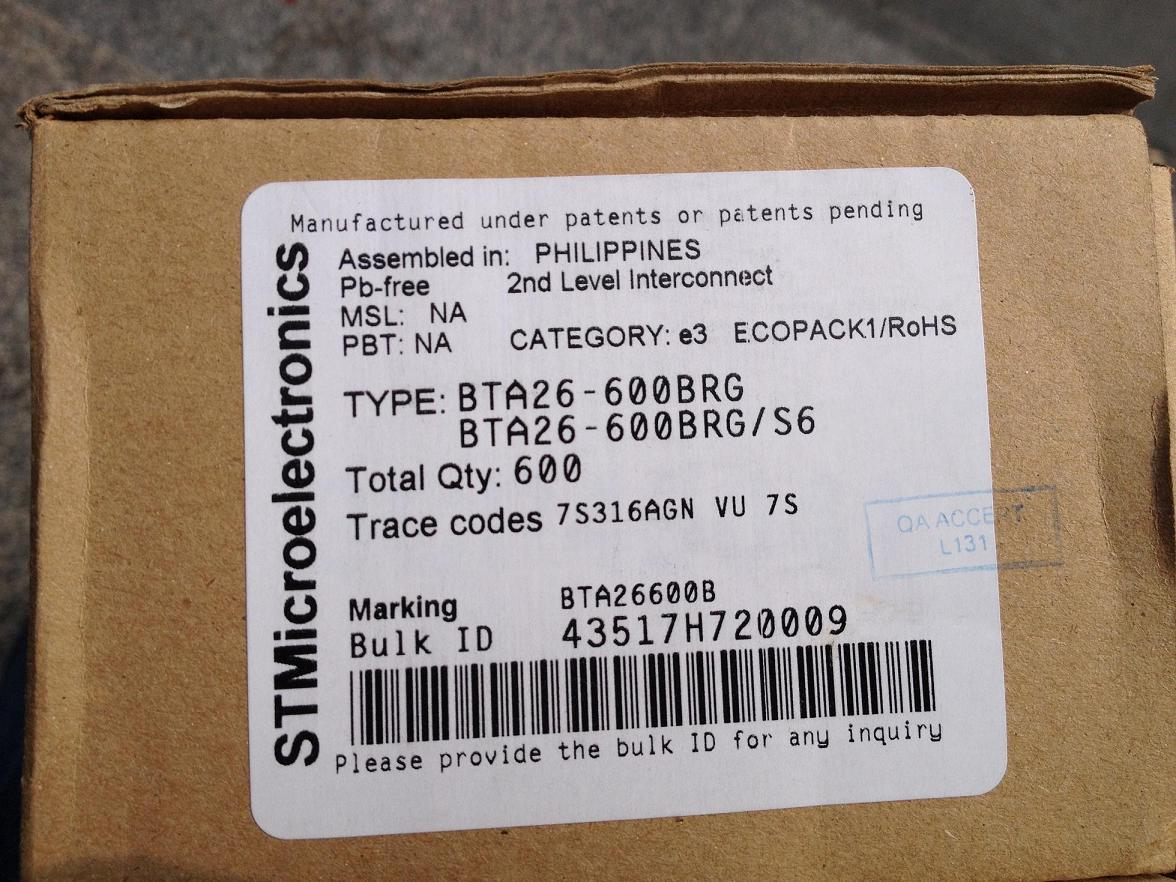 Manufactured under patents or patents pending
STMicroelectronics
Assembled in: PHILIPPINES
Pb-free 2nd Level Interconnect
MSL: NA
PBT: NA CATEGORY: e3 ECOPACK1/RoHS
TYPE: BTA26-600BRG
BTA26-600BRG/S6
Total Qty: 600
Trace codes 7S316AGN VU 7S
QA ACCEPT
L131
Marking BTA26600B
Bulk ID 43517H720009
Please provide the bulk ID for any inquiry